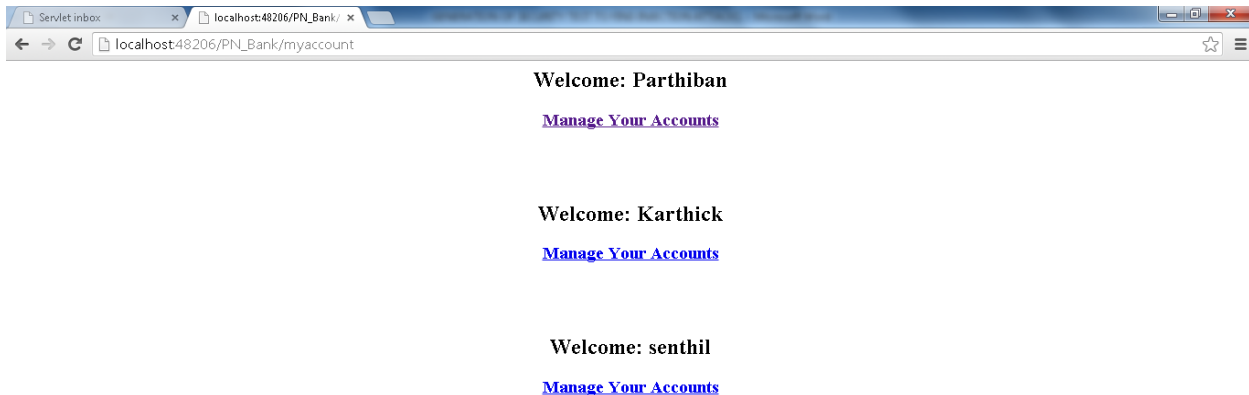 Servlet inbox
localhost:48206/PN_Bank/
localhost:48206/PN_Bank/myaccount
Welcome: Parthiban
Manage Your Accounts
Welcome: Karthick
Manage Your Accounts
Welcome: senthil
Manage Your Accounts